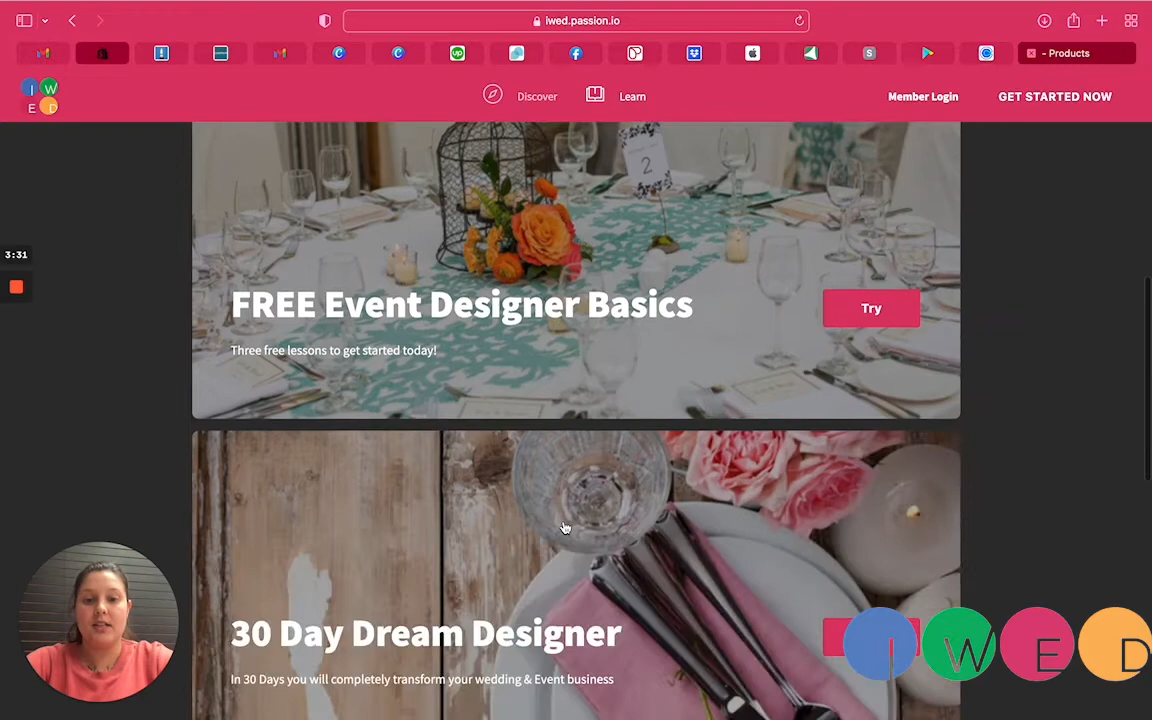 iwed.passion.io
- Products
I W
E D
Discover
Learn
Member Login
GET STARTED NOW
2
3:31
FREE Event Designer Basics
Try
Three free lessons to get started today!
30 Day Dream Designer
In 30 Days you will completely transform your wedding & Event business
I W E D